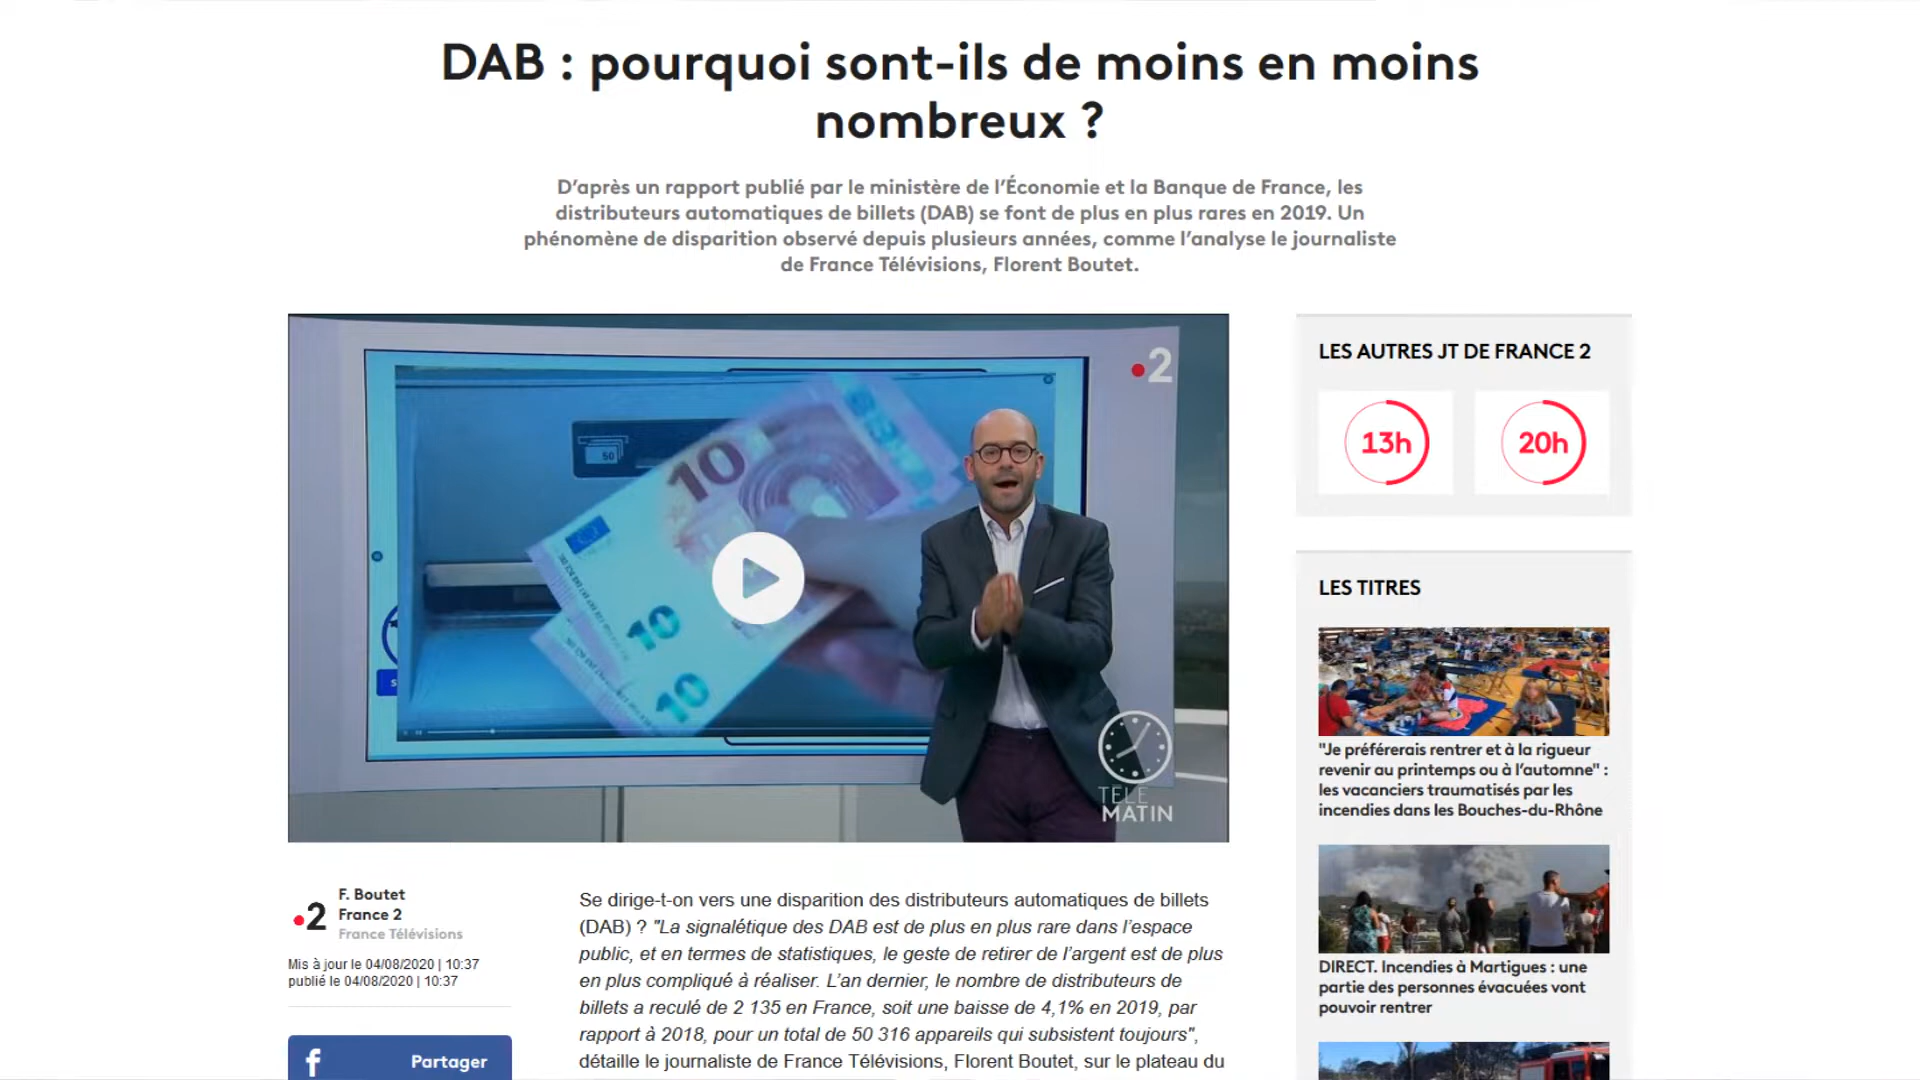 DAB : pourquoi sont-ils de moins en moins
nombreux ?
D'après un rapport publié par le ministère de l'Économie et la Banque de France, les
distributeurs automatiques de billets (DAB) se font de plus en plus rares en 2019. Un
phénomène de disparition observé depuis plusieurs années, comme l'analyse le journaliste
de France Télévisions, Florent Boutet.
2
50
10
10
10
TÉLÉ
MATIN
F. Boutet
2
France 2
France Télévisions
Mis à jour le 04/08/2020 | 10:37
publié le 04/08/2020 | 10:37
f Partager
Se dirige-t-on vers une disparition des distributeurs automatiques de billets
(DAB) ? "La signalétique des DAB est de plus en plus rare dans l'espace
public, et en termes de statistiques, le geste de retirer de l'argent est de plus
en plus compliqué à réaliser. L'an dernier, le nombre de distributeurs de
billets a reculé de 2 135 en France, soit une baisse de 4,1% en 2019, par
rapport à 2018, pour un total de 50 316 appareils qui subsistent toujours",
détaille le journaliste de France Télévisions, Florent Boutet, sur le plateau du
LES AUTRES JT DE FRANCE 2
13h
20h
LES TITRES
"Je préférerais rentrer et à la rigueur
revenir au printemps ou à l'automne" :
les vacanciers traumatisés par les
incendies dans les Bouches-du-Rhône
DIRECT. Incendies à Martigues : une
partie des personnes évacuées vont
pouvoir rentrer